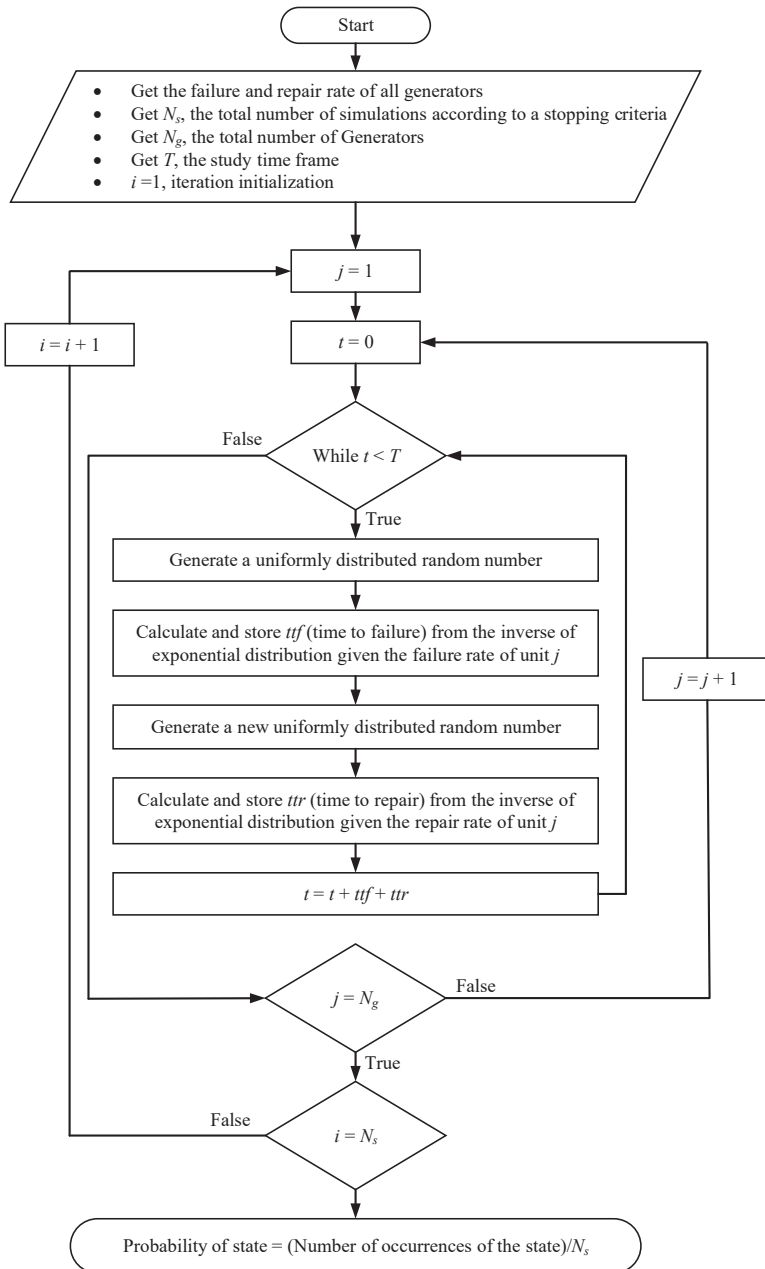 Start
• Get the failure and repair rate of all generators
• Get Ns, the total number of simulations according to a stopping criteria
• Get Ng, the total number of Generators
• Get T, the study time frame
• i =1, iteration initialization
j = 1
i = i + 1
t = 0
False
While t < T
True
Generate a uniformly distributed random number
Calculate and store ttf (time to failure) from the inverse of
exponential distribution given the failure rate of unit j
j = j + 1
Generate a new uniformly distributed random number
Calculate and store ttr (time to repair) from the inverse of
exponential distribution given the repair rate of unit j
t = t + ttf + ttr
j = Ng
False
True
False
i = Ns
Probability of state = (Number of occurrences of the state)/Ns